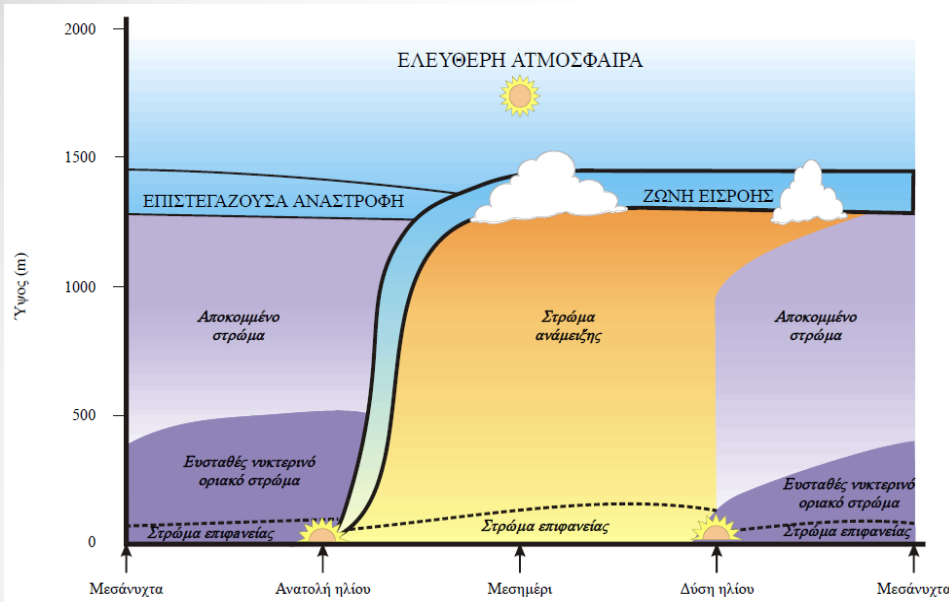 2000
ΕΛΕΥΘΕΡΗ ΑΤΜΟΣΦΑΙΡΑ
1500
ΕΠΙΣΤΕΓΑΖΟΥΣΑ ΑΝΑΣΤΡΟΦΗ
ΖΩΝΗ ΕΙΣΡΟΗΣ
Ύψος (m)
1000
Αποκομμένο
στρώμα
Στρώμα
ανάμειξης
Αποκομμένο
στρώμα
500
Ευσταθές νυκτερινό
οριακό στρώμα
Ευσταθές νυκτερινό
οριακό στρώμα
Στρώμα επιφανείας
Στρώμα επιφανείας
Στρώμα επιφανείας
0
Μεσάνυχτα
Ανατολή ηλίου
Μεσημέρι
Δύση ηλίου
Μεσάνυχτα